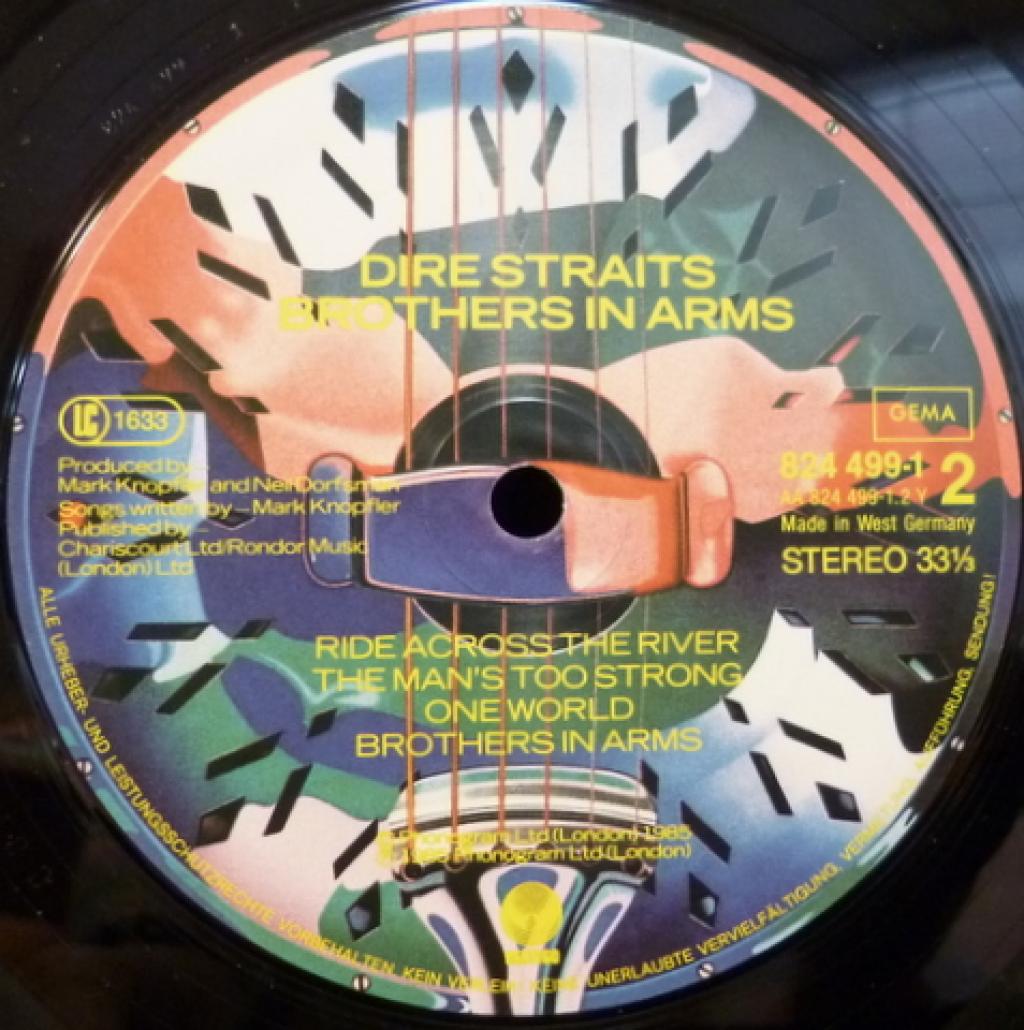 DIRE STRAITS
BROTHERS IN ARMS
LC 1633
GEMA
Produced by –
Mark Knopfler and Neil Dorfsman
Songs written by – Mark Knopfler
Published by –
Chariscourt Ltd/Rondor Music
(London) Ltd
824 499-1
AA 824 499-1.2 Y
2
Made in West Germany
STEREO 33⅓
RIDE ACROSS THE RIVER
THE MAN'S TOO STRONG
ONE WORLD
BROTHERS IN ARMS
Phonogram Ltd (London) 1985
1985 Phonogram Ltd (London)
ALLE URHEBER- UND LEISTUNGSSCHUTZRECHTE VORBEHALTEN. KEIN VERLEIH! KEINE UNERLAUBTE VERVIELFÄLTIGUNG, VERMIETUNG, AUFFÜHRUNG, SENDUNG!